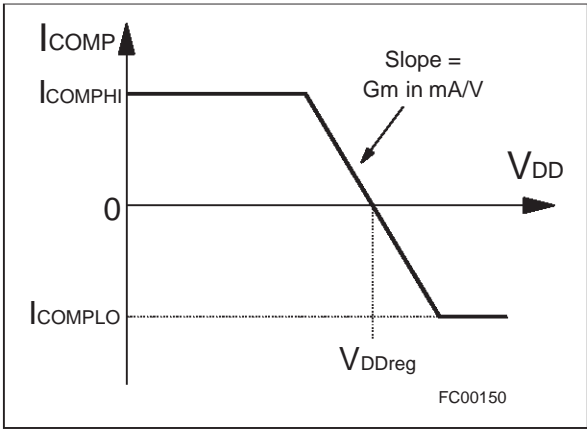 ICOMP
ICOMPHI
Slope =
Gm in mA/V
VDD
0
ICOMPLO
VDDreg
FC00150